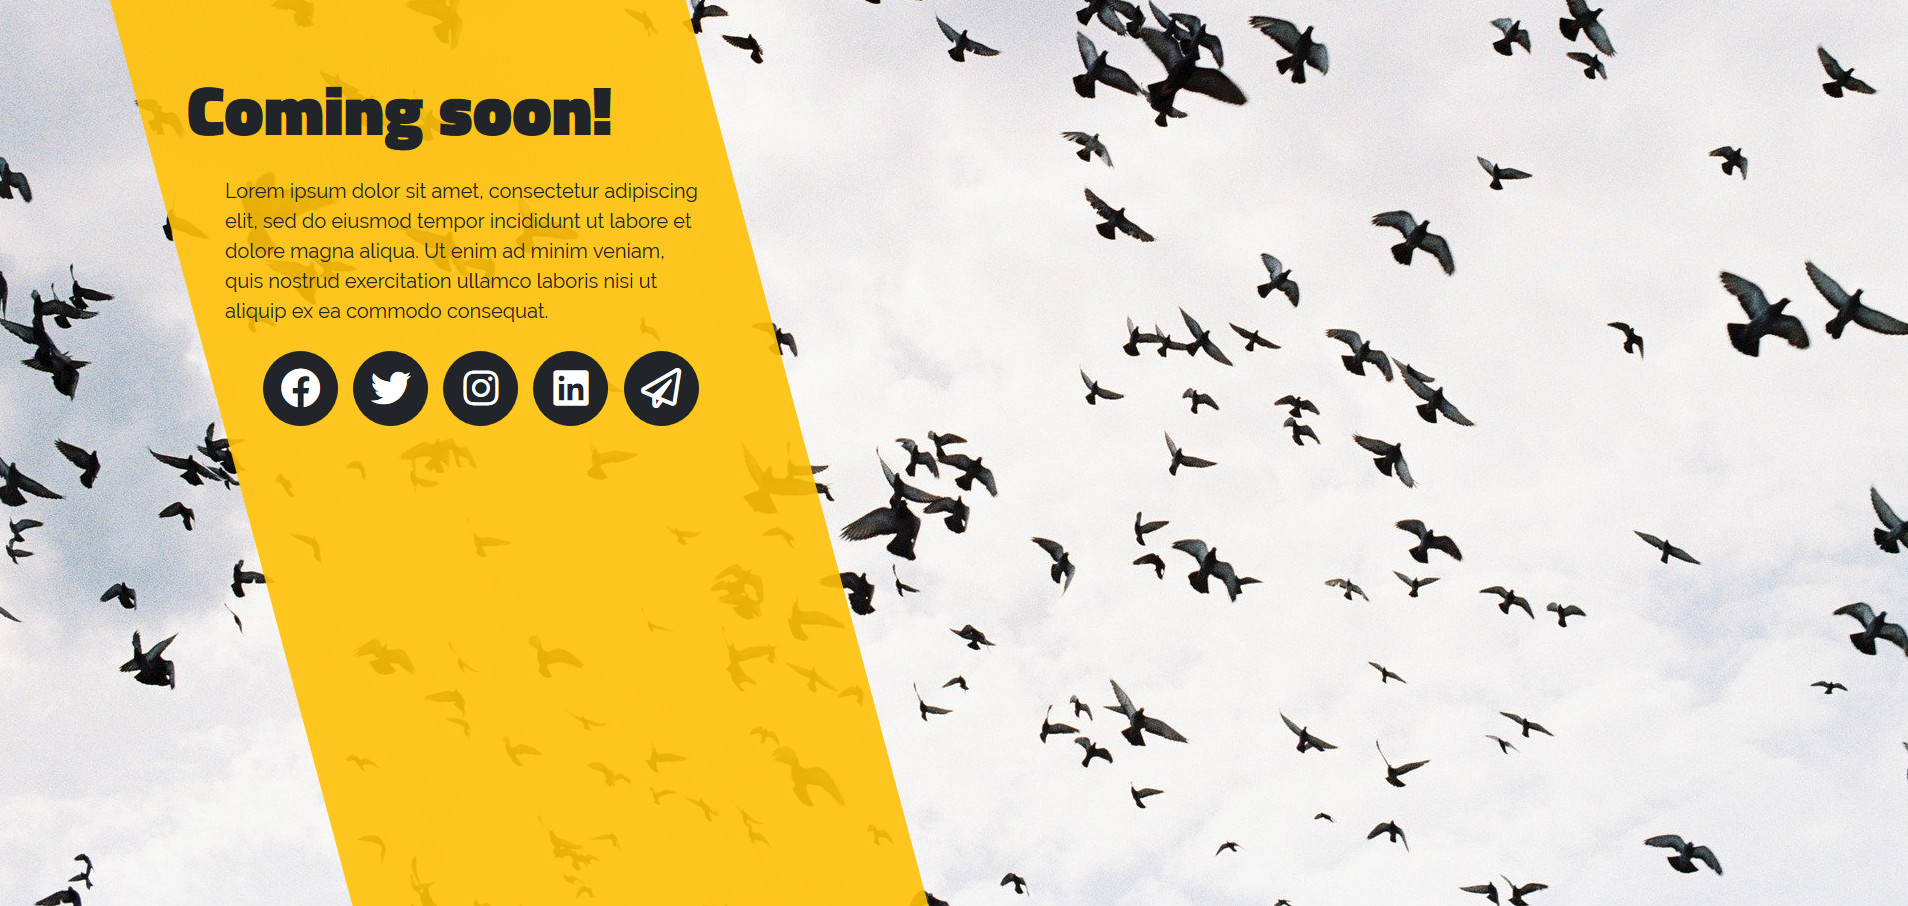 Coming soon!
Lorem ipsum dolor sit amet, consectetur adipiscing
elit, sed do eiusmod tempor incididunt ut labore et
dolore magna aliqua. Ut enim ad minim veniam,
quis nostrud exercitation ullamco laboris nisi ut
aliquip ex ea commodo consequat.